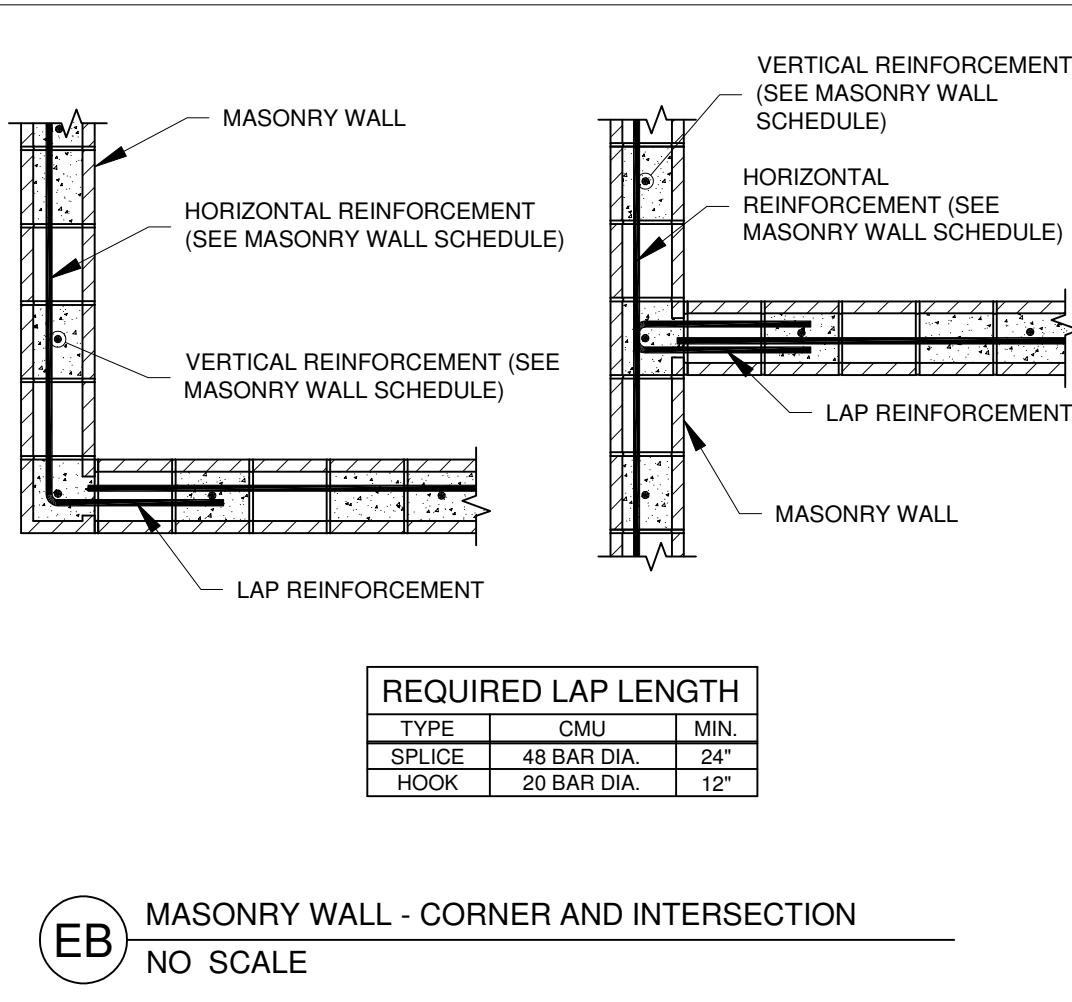 MASONRY WALL
HORIZONTAL REINFORCEMENT
(SEE MASONRY WALL SCHEDULE)
VERTICAL REINFORCEMENT (SEE
MASONRY WALL SCHEDULE)
LAP REINFORCEMENT
VERTICAL REINFORCEMENT
(SEE MASONRY WALL
SCHEDULE)
HORIZONTAL
REINFORCEMENT (SEE
MASONRY WALL SCHEDULE)
LAP REINFORCEMENT
MASONRY WALL
REQUIRED LAP LENGTH
TYPE CMU MIN.
SPLICE 48 BAR DIA. 24"
HOOK 20 BAR DIA. 12"
EB
MASONRY WALL - CORNER AND INTERSECTION
NO SCALE